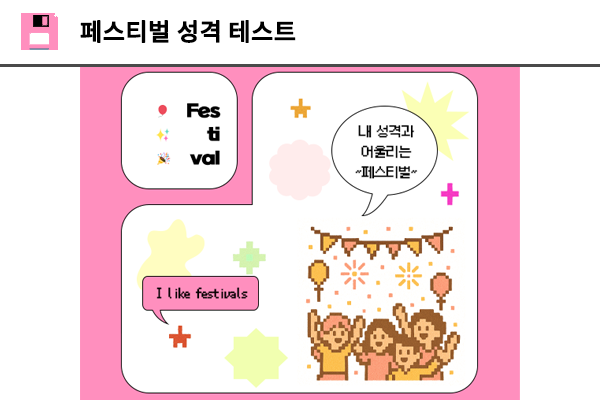 페스티벌 성격 테스트
Fes
ti
val
내 성격과
어울리는
~페스티벌~
I like festivals